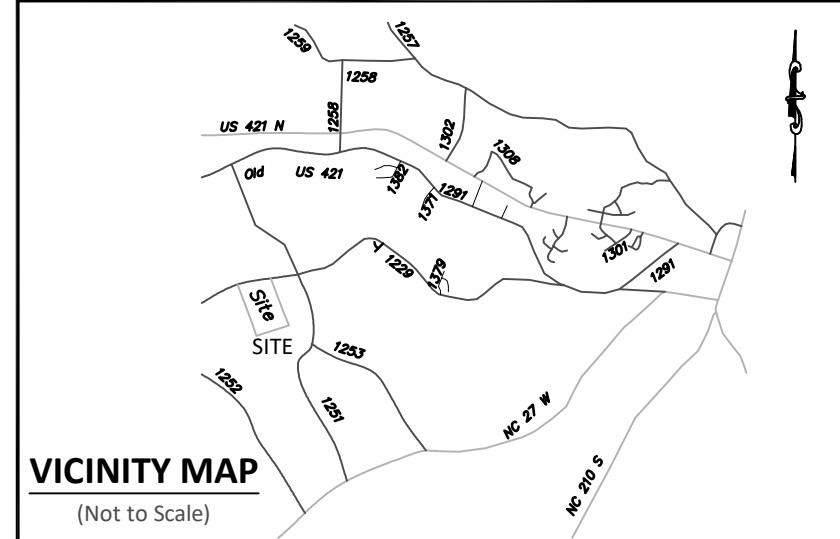 1259
1257
1258
1258
US 421 N
1302
1308
Old US 421
1382
1371
1291
1301
1291
1229
1379
Site
SITE
1253
1252
1251
NC 27 W
NC 210 S
VICINITY MAP
(Not to Scale)